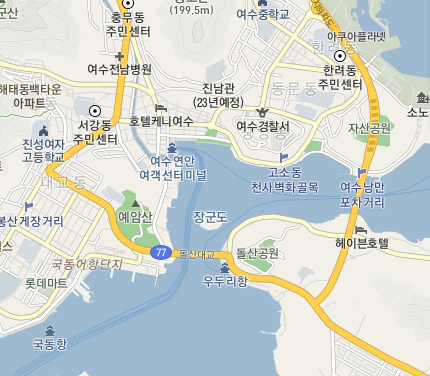 충무동
주민센터
(199.5m)
여수중학교
아쿠아플라넷
한려동
주민센터
여수전남병원
진남관
(23년예정)
동문동
해태동백타운
아파트
호텔케니여수
서강동
주민센터
여수경찰서
자산공원
소노
진성여자
고등학교
여수 연안
여객선터미널
고소동
천사벽화골목
여수 낭만
포차거리
대교동
봉산게장거리
예암산
장군도
헤이븐호텔
77
돌산대교
돌산공원
국동어항단지
우두리항
롯데마트
국동항